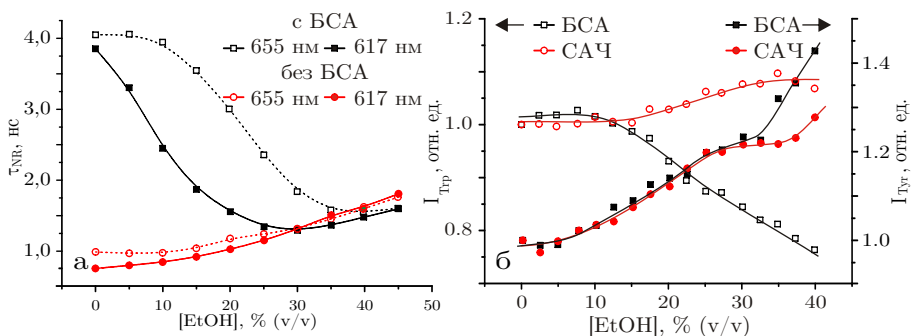 с БСА
655 нм 617 нм
без БСА
655 нм 617 нм
4,0
3,0
2,0
1,0
τNR, нс
а
0 10 20 30 40 50
[EtOH], % (v/v)
БСА БСА
САЧ САЧ
1.2
1.0
0.8
ITrp, отн. ед.
1.4
1.2
1.0
ITyr, отн. ед.
б
0 10 20 30 40
[EtOH], % (v/v)